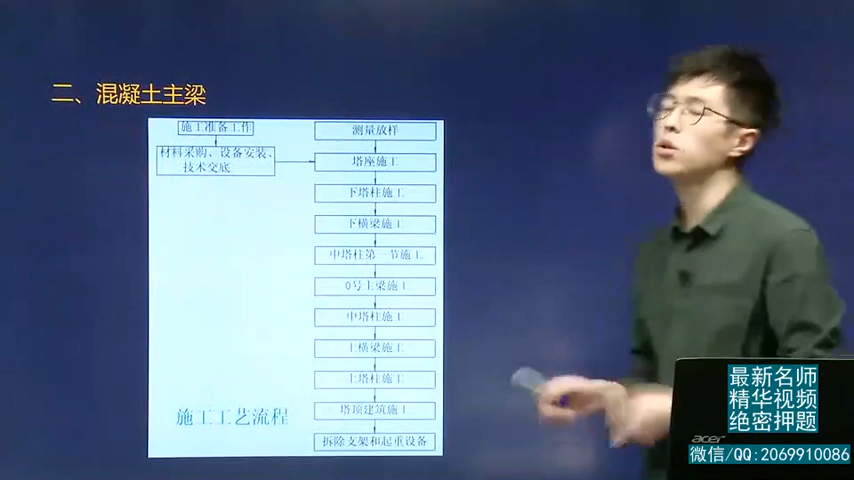 二、混凝土主梁
施工准备工作
材料采购、设备安装、
技术交底
测量放样
塔座施工
下塔柱施工
下横梁施工
中塔柱第一节施工
0号主梁施工
中塔柱施工
上横梁施工
上塔柱施工
塔顶建筑施工
拆除支架和起重设备
施工工艺流程
acer
最新名师
精华视频
绝密押题
微信/QQ:2069910086